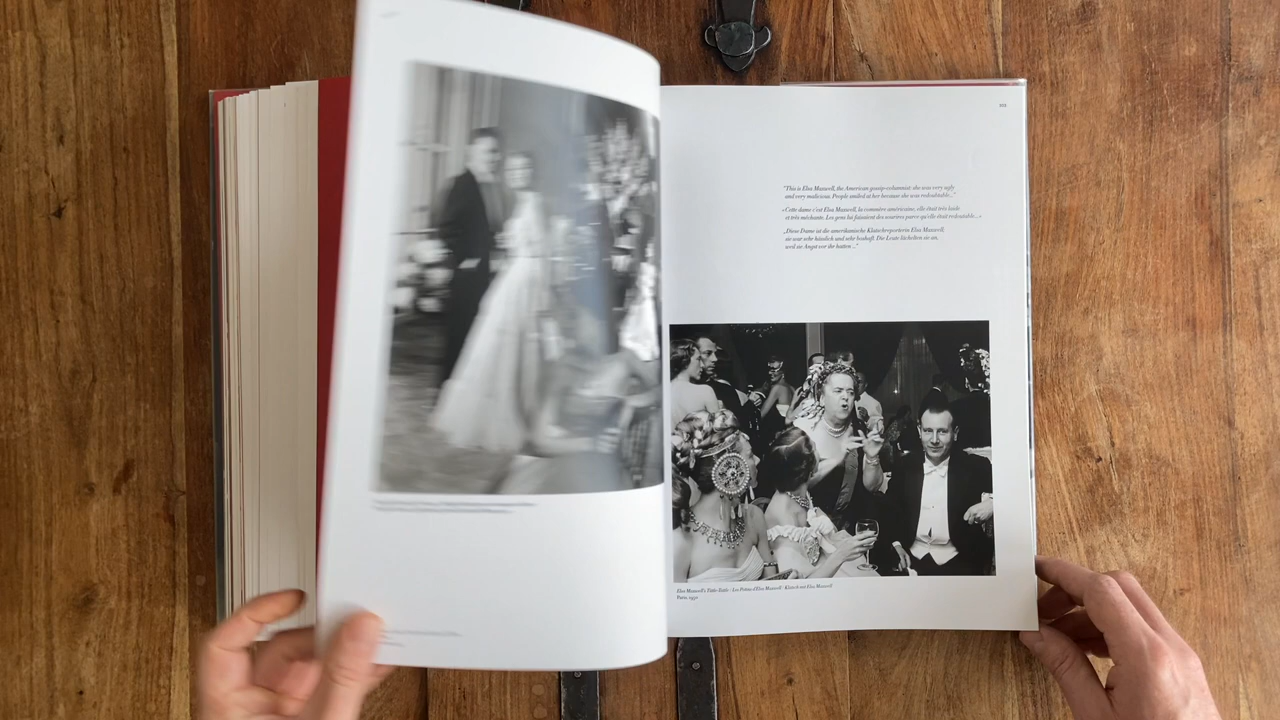 "This is Elsa Maxwell, the American gossip-columnist: she was very ugly
and very malicious. People smiled at her because she was redoubtable..."
« Cette dame c'est Elsa Maxwell, la commère américaine, elle était très laide
et très méchante. Les gens lui faisaient des sourires parce qu'elle était redoutable... »
„Diese Dame ist die amerikanische Klatschreporterin Elsa Maxwell,
sie war sehr hässlich und sehr boshaft. Die Leute lächelten sie an,
weil sie Angst vor ihr hatten ..."
Elsa Maxwell's Tittle-Tattle / Les Potins d'Elsa Maxwell / Klatsch mit Elsa Maxwell
Paris, 1950